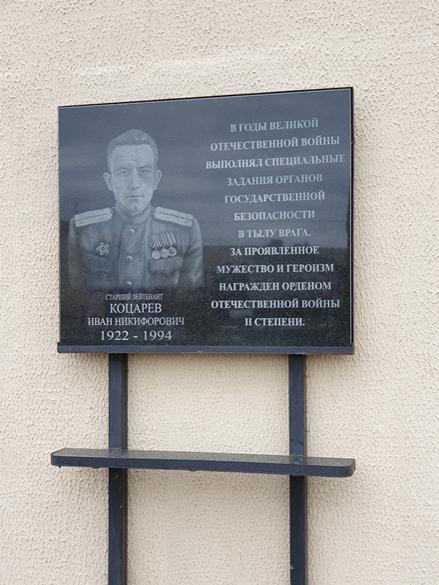 СТАРШИЙ ЛЕЙТЕНАНТ
КОЦАРЕВ
ИВАН НИКИФОРОВИЧ
1922 - 1994
В ГОДЫ ВЕЛИКОЙ
ОТЕЧЕСТВЕННОЙ ВОЙНЫ
ВЫПОЛНЯЛ СПЕЦИАЛЬНЫЕ
ЗАДАНИЯ ОРГАНОВ
ГОСУДАРСТВЕННОЙ
БЕЗОПАСНОСТИ
В ТЫЛУ ВРАГА.
ЗА ПРОЯВЛЕННОЕ
МУЖЕСТВО И ГЕРОИЗМ
НАГРАЖДЕН ОРДЕНОМ
ОТЕЧЕСТВЕННОЙ ВОЙНЫ
II СТЕПЕНИ.